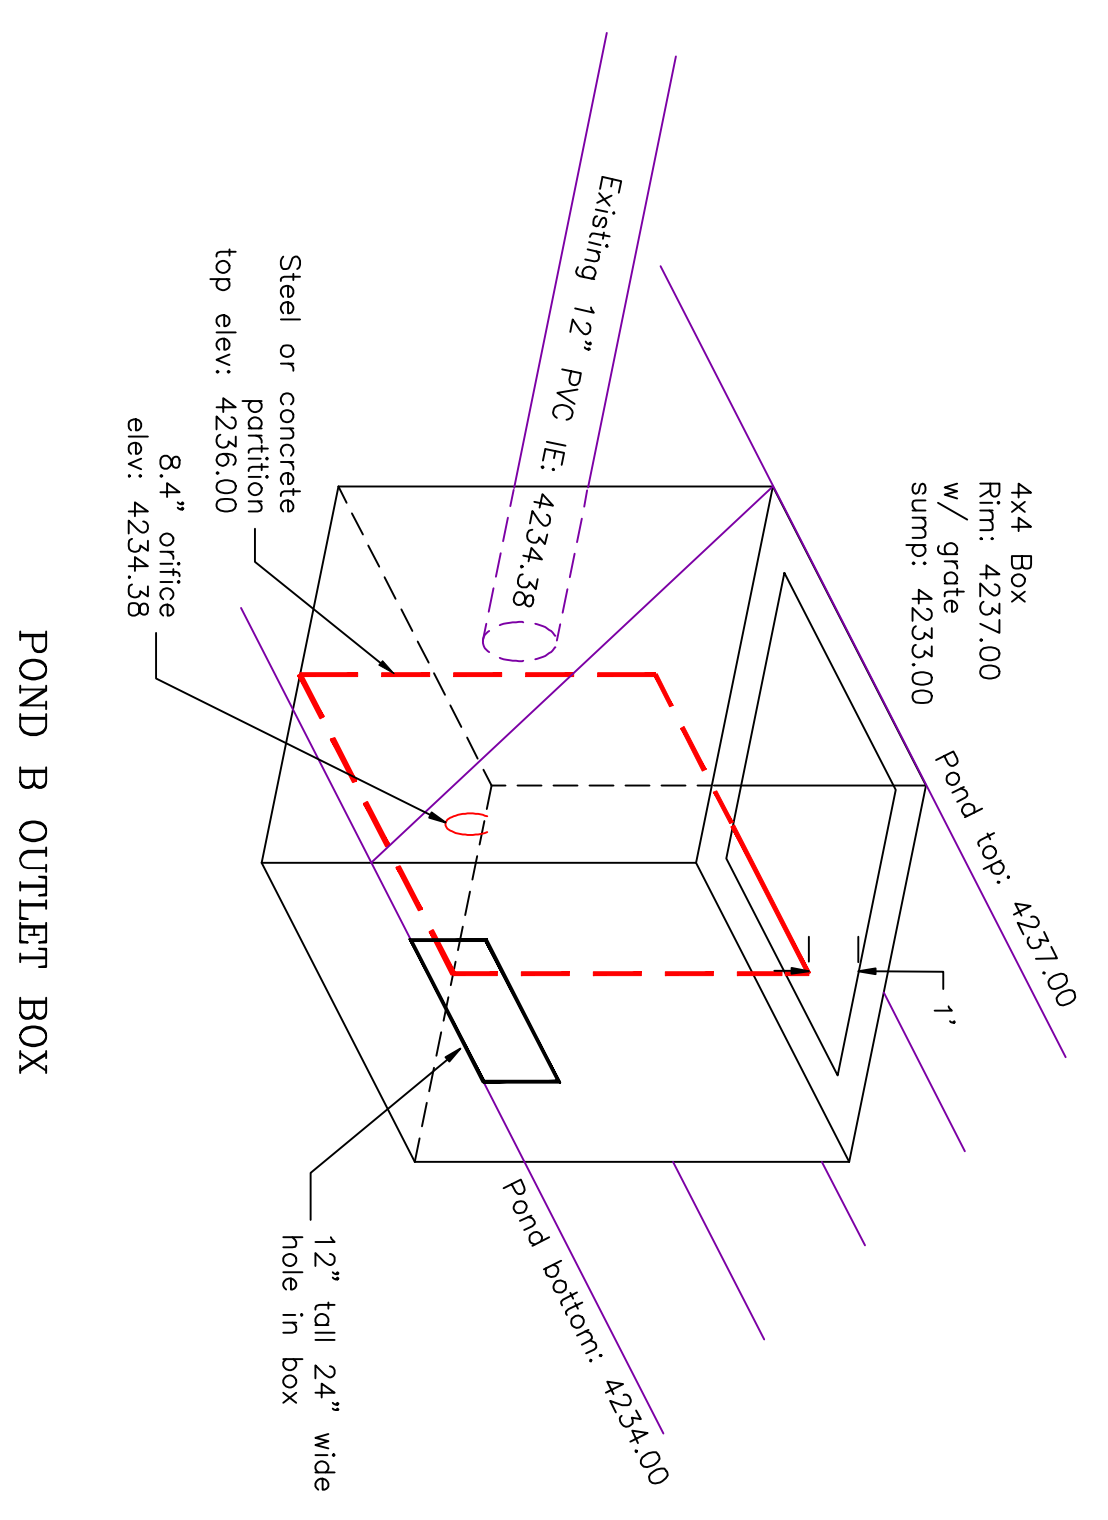 4x4 Box
Rim: 4237.00
w/ grate
sump: 4233.00
Pond top: 4237.00
1'
Existing 12" PVC IE: 4234.38
Steel or concrete
partition
top elev: 4236.00
8.4" orifice
elev: 4234.38
Pond bottom: 4234.00
12" tall 24" wide
hole in box
POND B OUTLET BOX